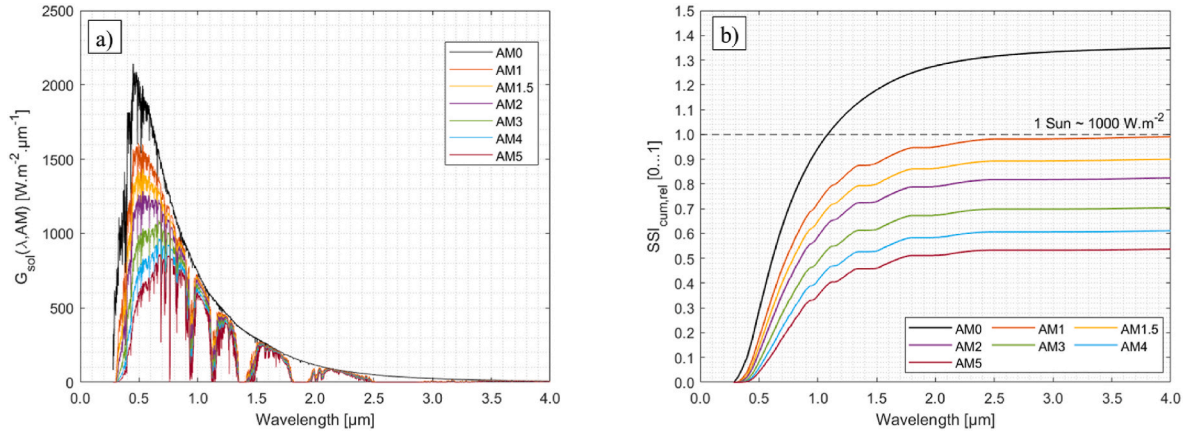 a)
2500
2000
1500
1000
500
0
G_sol(λ,AM) [W.m⁻².μm⁻¹]
AM0
AM1
AM1.5
AM2
AM3
AM4
AM5
0.0 0.5 1.0 1.5 2.0 2.5 3.0 3.5 4.0
Wavelength [μm]
b)
1.5
1.4
1.3
1.2
1.1
1.0
0.9
0.8
0.7
0.6
0.5
0.4
0.3
0.2
0.1
0.0
SSI_cum,rel [0...1]
1 Sun ~ 1000 W.m⁻²
AM0 AM1 AM1.5
AM2 AM3 AM4
AM5
0.0 0.5 1.0 1.5 2.0 2.5 3.0 3.5 4.0
Wavelength [μm]